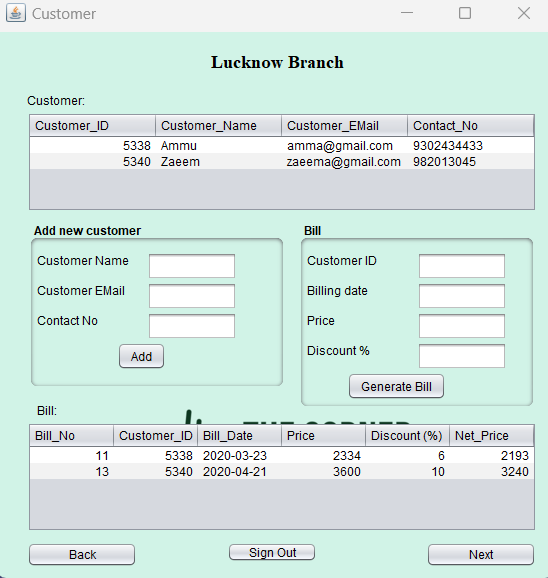 Customer
Lucknow Branch
Customer:
Customer_ID Customer_Name Customer_EMail Contact_No
5338 Ammu amma@gmail.com 9302434433
5340 Zaeem zaeema@gmail.com 982013045
Add new customer
Customer Name
Customer EMail
Contact No
Add
Bill
Customer ID
Billing date
Price
Discount %
Generate Bill
THE CORNER
Bill:
Bill_No Customer_ID Bill_Date Price Discount (%) Net_Price
11 5338 2020-03-23 2334 6 2193
13 5340 2020-04-21 3600 10 3240
Back Sign Out Next